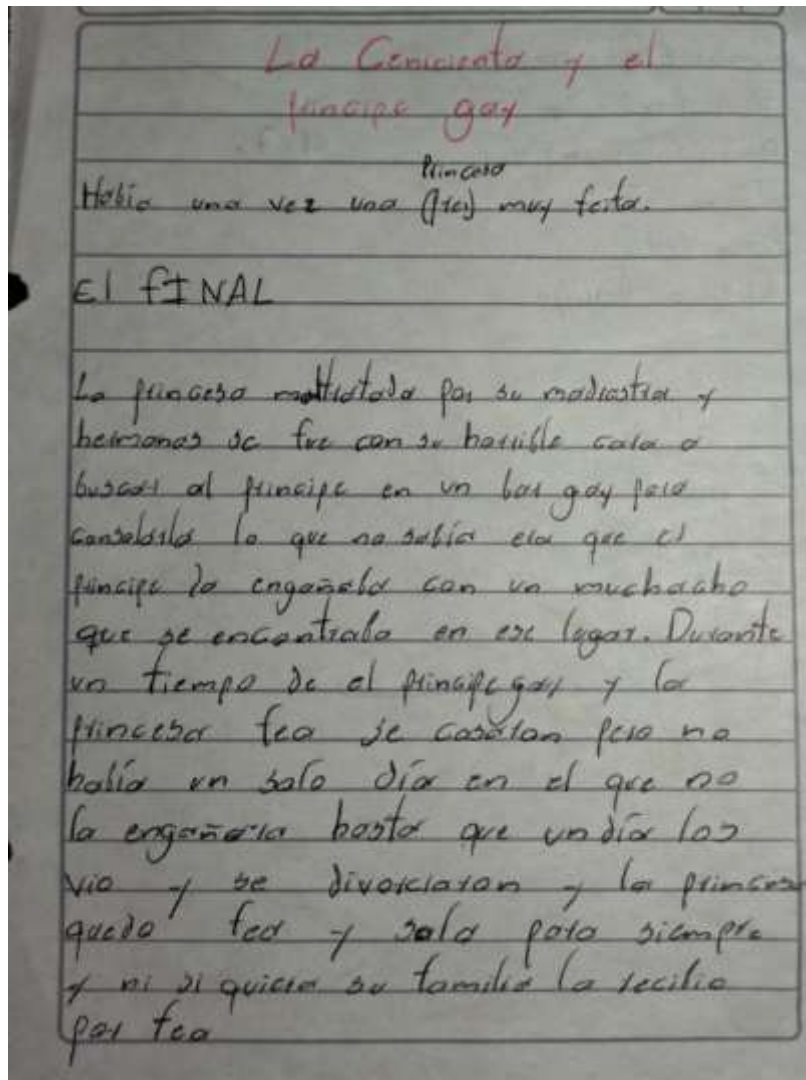 La Cenicienta y el
principe gay
Princesa
Había una vez una (Prei) muy feita.
El fINAL
La princesa maltratada por su madrastra y
hermanas se fue con su horrible cara a
buscar al principe en un bar gay para
consolarla lo que no sabía era que el
principe la engañaba con un muchacho
que se encontraba en ese lugar. Durante
un tiempo de el principe gay y la
princesa fea se casaron pero no
había un solo día en el que no
la engañara hasta que un día los
vio y se divorciaron y la princesa
quedo fea y sola para siempre
y ni si quiera su familia la recibio
por fea